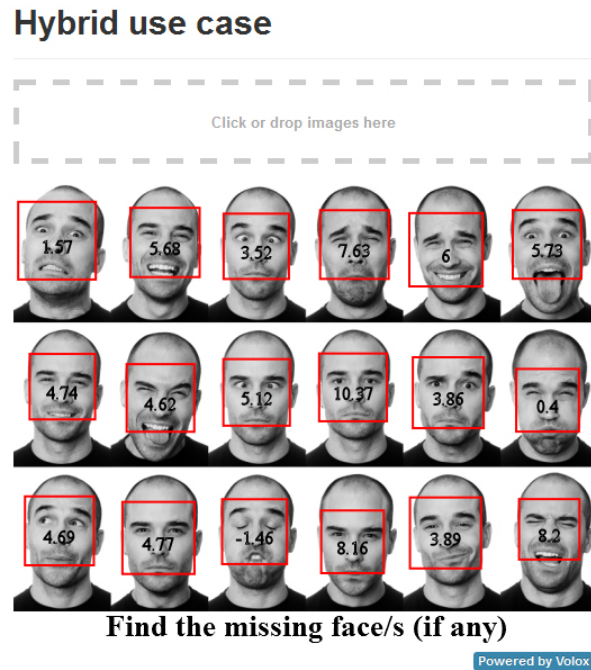 Hybrid use case
Click or drop images here
1.57 5.68 3.52 7.63 6 5.73
4.74 4.62 5.12 10.37 3.86 0.4
4.69 4.77 -1.46 8.16 3.89 8.2
Find the missing face/s (if any)
Powered by Volox